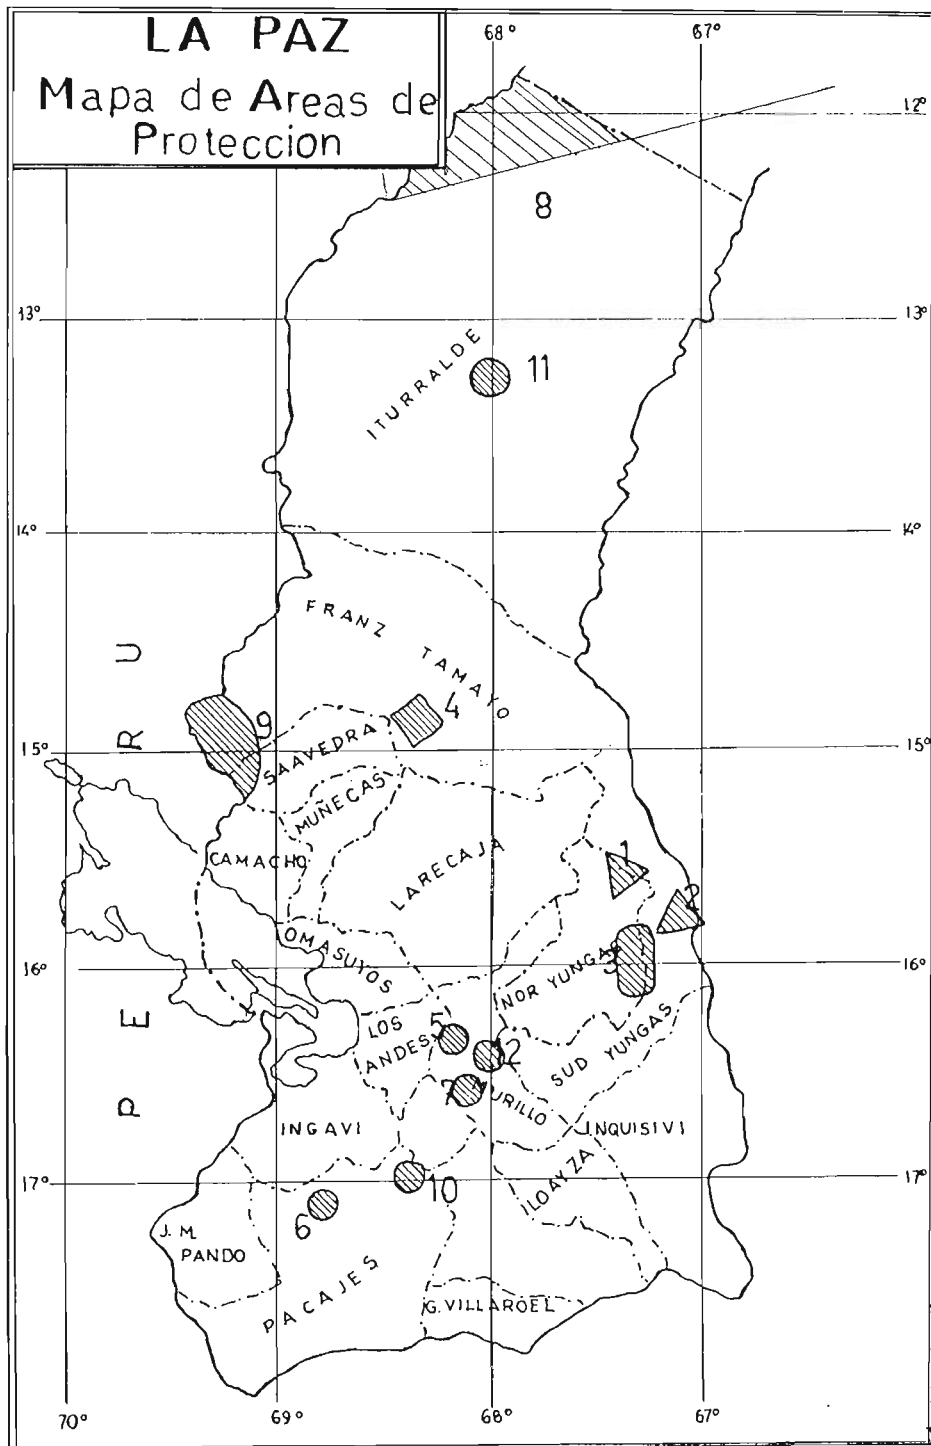 LA PAZ
Mapa de Areas de
Proteccion
68°
67°
12°
8
13°
13°
ITURRALDE
11
14°
14°
FRANZ TAMAYO
PERU
4
9
SAAVEDRA
15°
15°
MUÑECAS
CAMACHO
LARECAJA
1
2
OMASUYOS
3
16°
16°
NOR YUNGAS
LOS
ANDES
5
12
SUD YUNGAS
7
MURILLO
INGAVI
INQUISIVI
LOAYZA
17°
17°
10
6
J. M.
PANDO
PACAJES
G. VILLAROEL
70°
69°
68°
67°